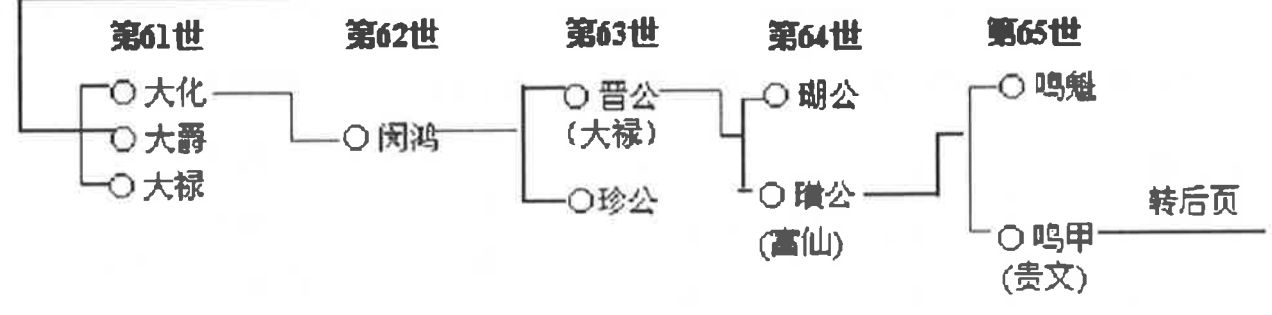 第61世 第62世 第63世 第64世 第65世
大化 晋公 瑚公 鸣魁
大爵 闵鸿 (大禄)
大禄 珍公 璜公 转后页
(富仙) 鸣甲
(贵文)